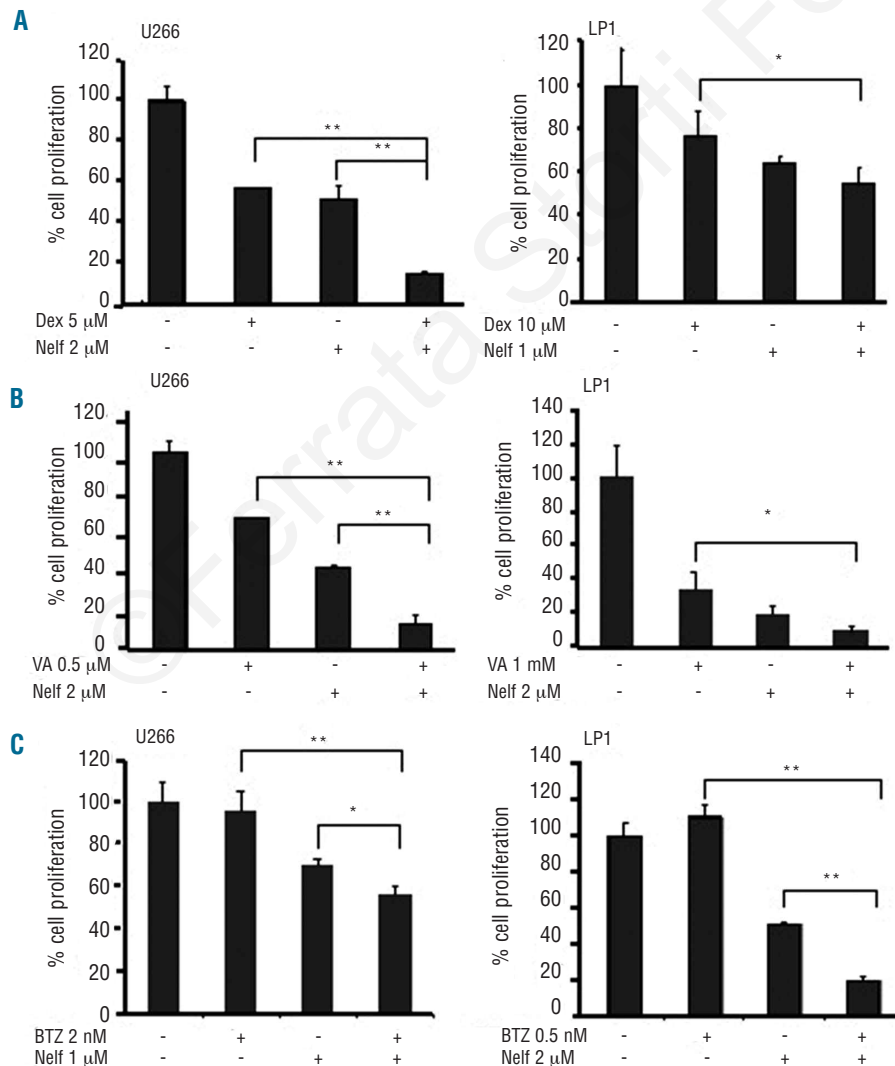 A
U266
% cell proliferation
120
100
80
60
40
20
0
**
**
Dex 5 μM - + - +
Nelf 2 μM - - + +
LP1
% cell proliferation
120
100
80
60
40
20
0
*
Dex 10 μM - + - +
Nelf 1 μM - - + +
B
U266
% cell proliferation
120
100
80
60
40
20
0
**
**
VA 0.5 μM - + - +
Nelf 2 μM - - + +
LP1
% cell proliferation
140
120
100
80
60
40
20
0
*
VA 1 mM - + - +
Nelf 2 μM - - + +
C
U266
% cell proliferation
120
100
80
60
40
20
0
**
*
BTZ 2 nM - + - +
Nelf 1 μM - - + +
LP1
% cell proliferation
140
120
100
80
60
40
20
0
**
**
BTZ 0.5 nM - + - +
Nelf 2 μM - - + +
©Ferrata Storti Fo